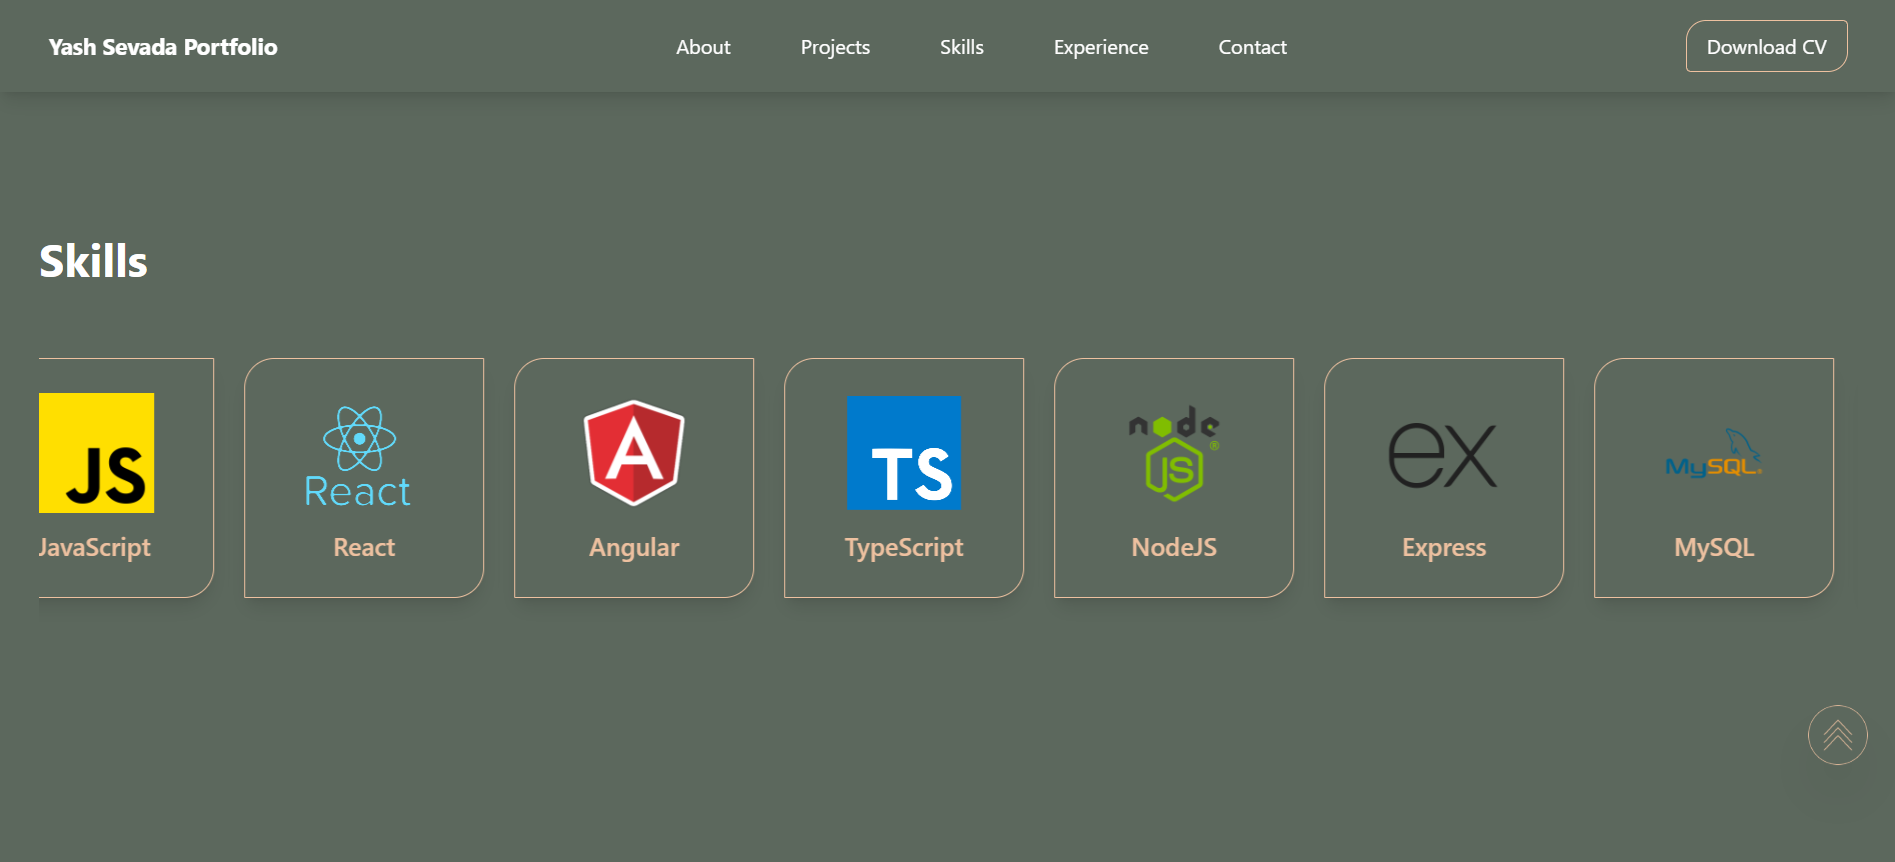 Yash Sevada Portfolio
About
Projects
Skills
Experience
Contact
Download CV
Skills
JS
JavaScript
React
React
A
Angular
TS
TypeScript
node
JS
®
NodeJS
ex
Express
MySQL
MySQL